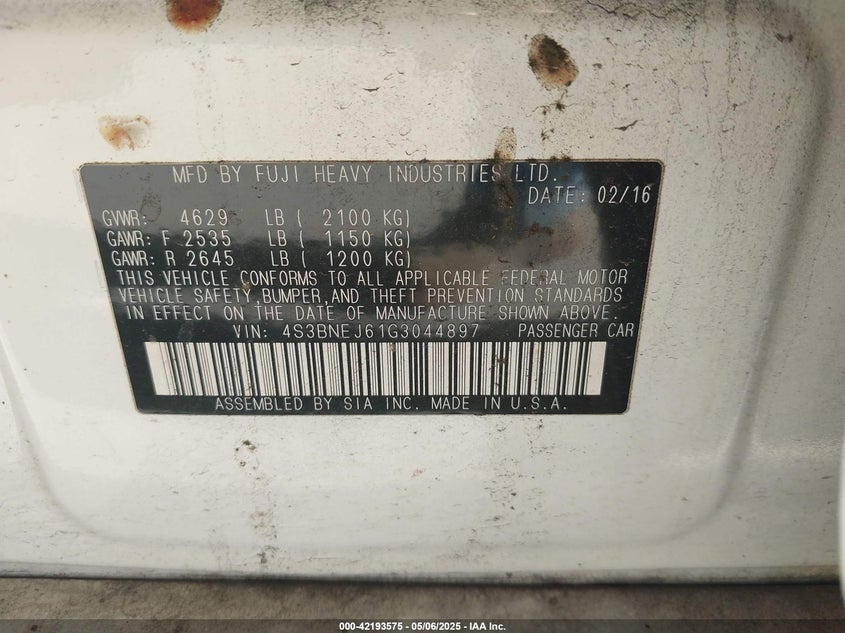 MFD BY FUJI HEAVY INDUSTRIES LTD.
DATE: 02/16
GVWR: 4629 LB ( 2100 KG)
GAWR: F 2535 LB ( 1150 KG)
GAWR: R 2645 LB ( 1200 KG)
THIS VEHICLE CONFORMS TO ALL APPLICABLE FEDERAL MOTOR
VEHICLE SAFETY,BUMPER,AND THEFT PREVENTION STANDARDS
IN EFFECT ON THE DATE OF MANUFACTURE SHOWN ABOVE.
VIN: 4S3BNEJ61G3044897 PASSENGER CAR
ASSEMBLED BY SIA INC. MADE IN U.S.A.
000-42193575 - 05/06/2025 - IAA Inc.